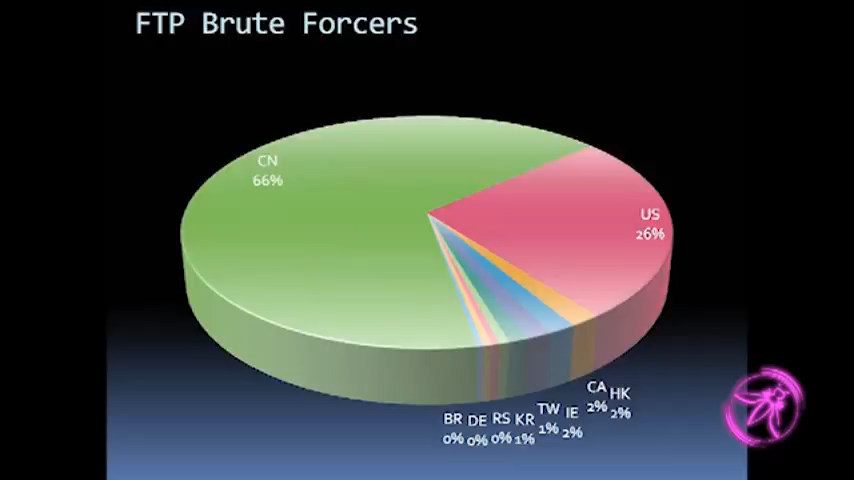 FTP Brute Forcers
CN
66%
US
26%
CA
2%
HK
2%
BR
0%
DE
0%
RS
0%
KR
1%
TW
1%
IE
2%